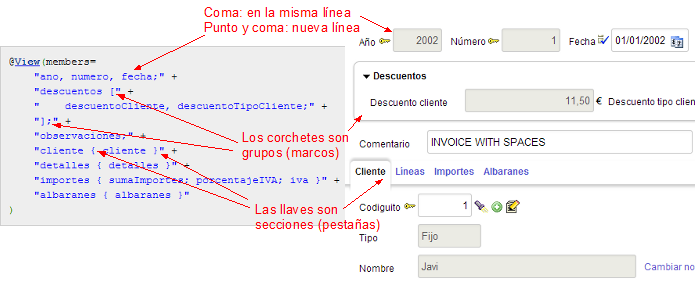 Coma: en la misma línea
Punto y coma: nueva línea
@View(members=
"ano, numero, fecha;" +
"descuentos [" +
" descuentoCliente, descuentoTipoCliente;" +
"];" +
"observaciones;" +
"cliente { cliente }" +
"detalles { detalles }" +
"importes { sumaImportes; porcentajeIVA; iva }" +
"albaranes { albaranes }"
)
Los corchetes son
grupos (marcos)
Las llaves son
secciones (pestañas)
Año 2002 Número 1 Fecha 01/01/2002
Descuentos
Descuento cliente 11,50 € Descuento tipo clien
Comentario INVOICE WITH SPACES
Cliente Líneas Importes Albaranes
Codiguito 1
Tipo Fijo
Nombre Javi Cambiar no